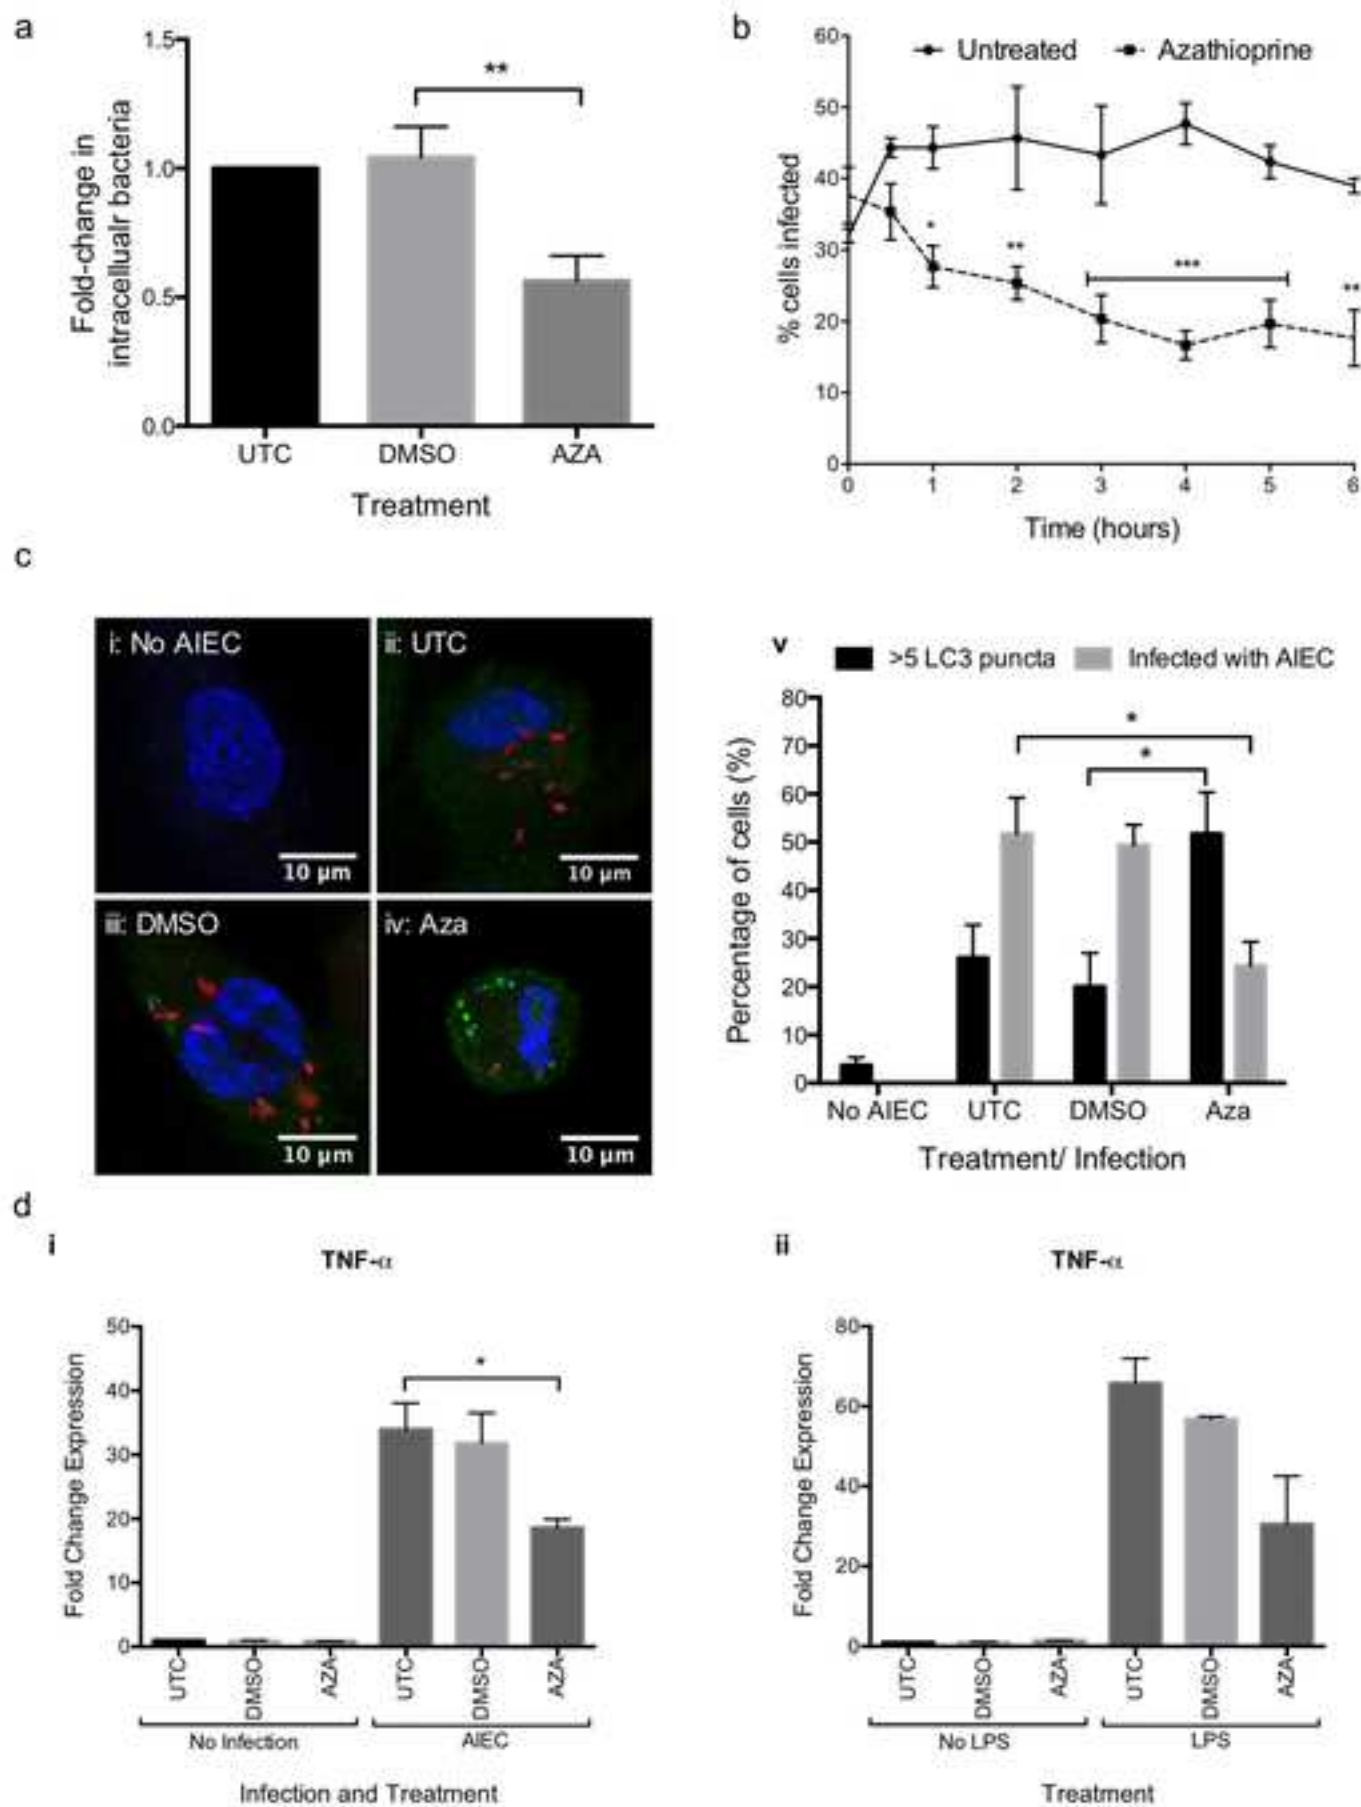 a
1.5
1.0
0.5
0.0
Fold-change in
intracellualr bacteria
**
UTC DMSO AZA
Treatment
b
Untreated Azathioprine
60
50
40
30
20
10
0
% cells infected
* ** *** **
0 1 2 3 4 5 6
Time (hours)
c
i: No AIEC
10 µm
ii: UTC
10 µm
iii: DMSO
10 µm
iv: Aza
10 µm
v
>5 LC3 puncta Infected with AIEC
80
70
60
50
40
30
20
10
0
Percentage of cells (%)
*
*
No AIEC UTC DMSO Aza
Treatment/ Infection
d
i
TNF-α
50
40
30
20
10
0
Fold Change Expression
*
UTC DMSO AZA UTC DMSO AZA
No Infection AIEC
Infection and Treatment
ii
TNF-α
80
60
40
20
0
Fold Change Expression
UTC DMSO AZA UTC DMSO AZA
No LPS LPS
Treatment